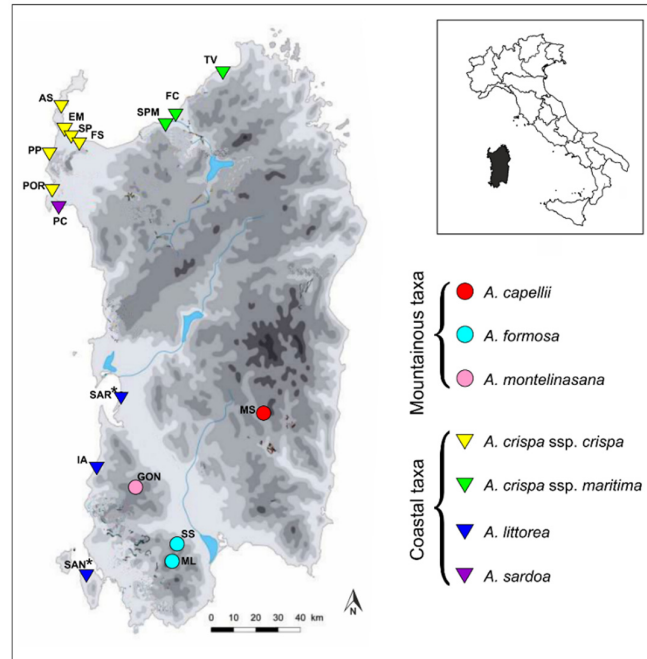 TV
AS
FC
EM
SPM
SP
FS
PP
POR
PC
SAR*
MS
IA
GON
SS
ML
SAN*
N
0 10 20 30 40 km
Mountainous taxa
A. capellii
A. formosa
A. montelinasana
Coastal taxa
A. crispa ssp. crispa
A. crispa ssp. maritima
A. littorea
A. sardoa